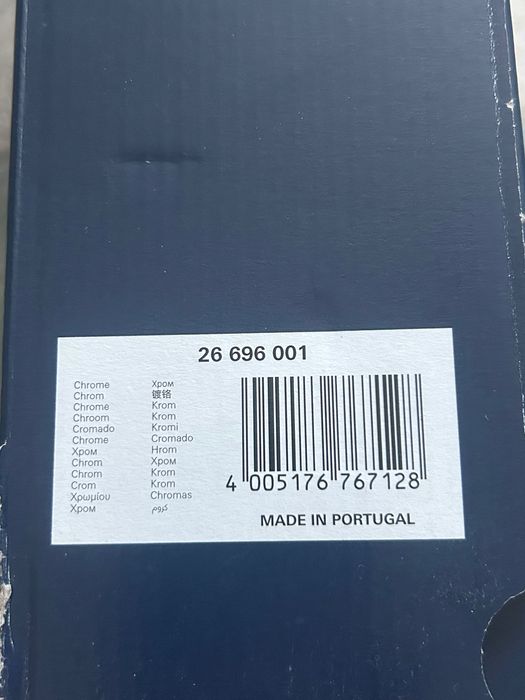 26 696 001
Chrome
Chrom
Chrome
Chroom
Cromado
Chrome
Хром
Chrom
Chrom
Crom
Χρωμίου
Хром
Хром
镀铬
Krom
Krom
Kromi
Cromado
Hrom
Хром
Krom
Krom
Chromas
كروم
4 005176 767128
MADE IN PORTUGAL